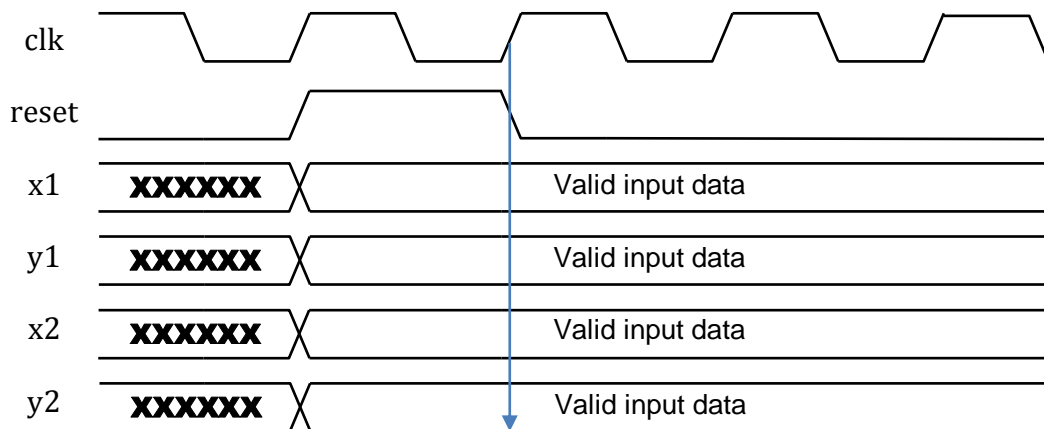 clk
reset
x1 XXXXXX Valid input data
y1 XXXXXX Valid input data
x2 XXXXXX Valid input data
y2 XXXXXX Valid input data